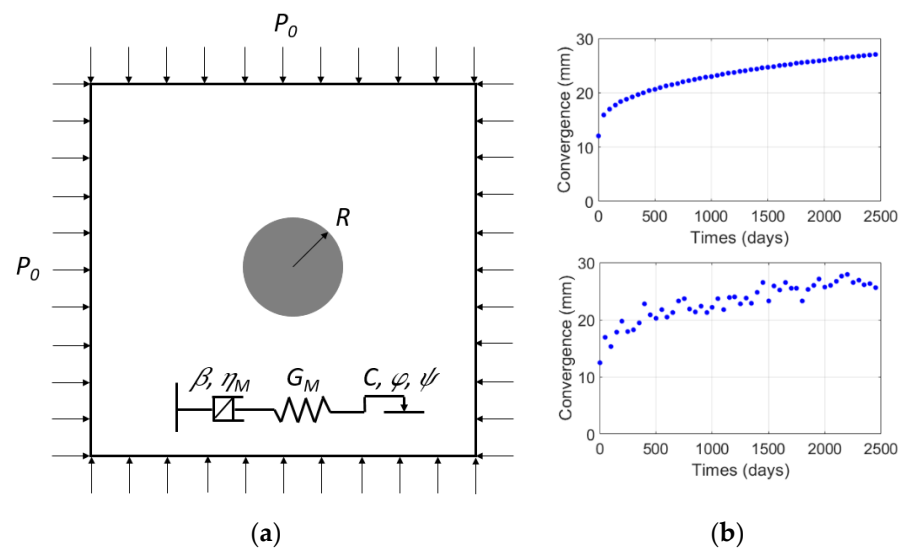 P₀
R
P₀
β, ηM
GM
C, φ, ψ
(a)
30
20
10
0
Convergence (mm)
0 500 1000 1500 2000 2500
Times (days)
30
20
10
0
Convergence (mm)
0 500 1000 1500 2000 2500
Times (days)
(b)